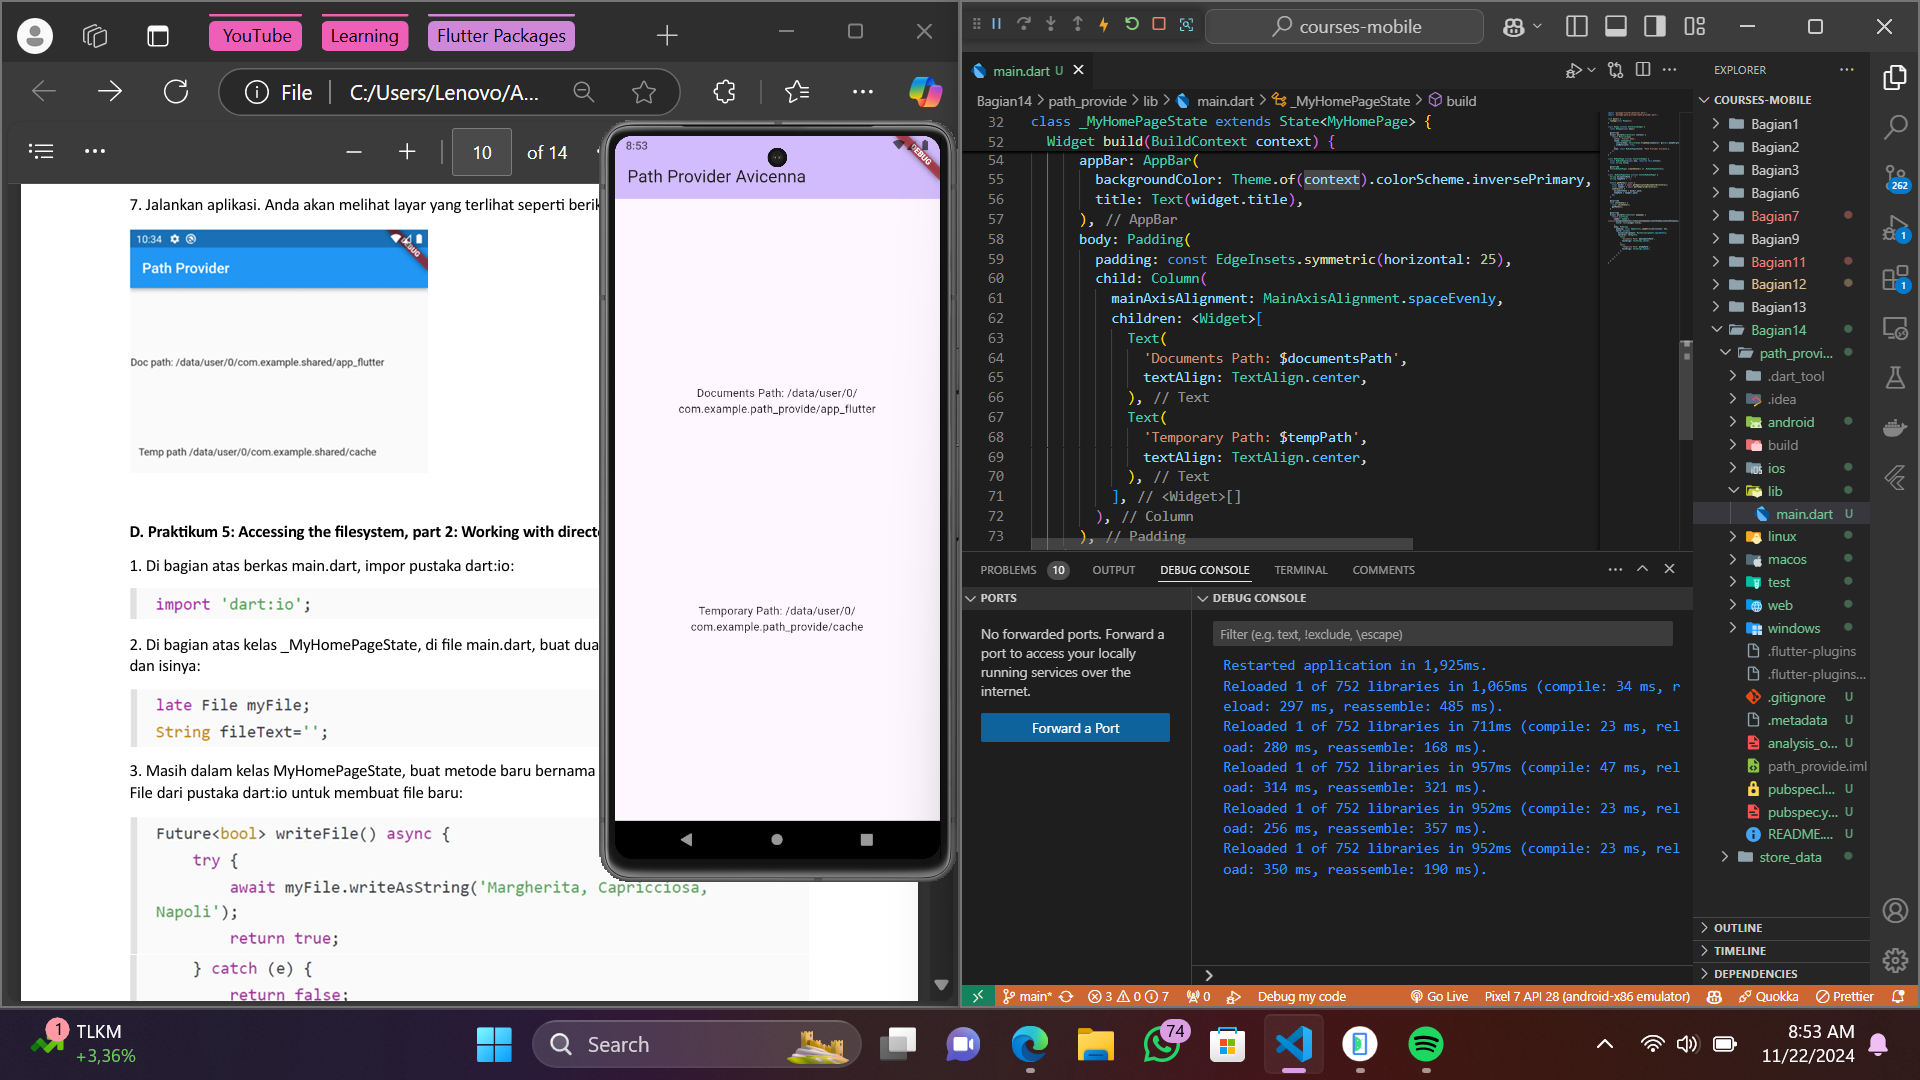 YouTube
Learning
Flutter Packages
File
C:/Users/Lenovo/A...
10
of 14
7. Jalankan aplikasi. Anda akan melihat layar yang terlihat seperti berik
10:34
DEBUG
Path Provider
Doc path: /data/user/0/com.example.shared/app_flutter
Temp path /data/user/0/com.example.shared/cache
D. Praktikum 5: Accessing the filesystem, part 2: Working with directo
1. Di bagian atas berkas main.dart, impor pustaka dart:io:
import 'dart:io';
2. Di bagian atas kelas _MyHomePageState, di file main.dart, buat dua
dan isinya:
late File myFile;
String fileText='';
3. Masih dalam kelas MyHomePageState, buat metode baru bernama
File dari pustaka dart:io untuk membuat file baru:
Future<bool> writeFile() async {
try {
await myFile.writeAsString('Margherita, Capricciosa,
Napoli');
return true;
} catch (e) {
return false;
8:53
DEBUG
Path Provider Avicenna
Documents Path: /data/user/0/
com.example.path_provide/app_flutter
Temporary Path: /data/user/0/
com.example.path_provide/cache
courses-mobile
main.dart U
Bagian14 > path_provide > lib > main.dart > _MyHomePageState > build
32 class _MyHomePageState extends State<MyHomePage> {
52 Widget build(BuildContext context) {
54 appBar: AppBar(
55 backgroundColor: Theme.of(context).colorScheme.inversePrimary,
56 title: Text(widget.title),
57 ), // AppBar
58 body: Padding(
59 padding: const EdgeInsets.symmetric(horizontal: 25),
60 child: Column(
61 mainAxisAlignment: MainAxisAlignment.spaceEvenly,
62 children: <Widget>[
63 Text(
64 'Documents Path: $documentsPath',
65 textAlign: TextAlign.center,
66 ), // Text
67 Text(
68 'Temporary Path: $tempPath',
69 textAlign: TextAlign.center,
70 ), // Text
71 ], // <Widget>[]
72 ), // Column
73 ), // Padding
PROBLEMS 10 OUTPUT DEBUG CONSOLE TERMINAL COMMENTS
PORTS
No forwarded ports. Forward a
port to access your locally
running services over the
internet.
Forward a Port
DEBUG CONSOLE
Filter (e.g. text, !exclude, \escape)
Restarted application in 1,925ms.
Reloaded 1 of 752 libraries in 1,065ms (compile: 34 ms, r
eload: 297 ms, reassemble: 485 ms).
Reloaded 1 of 752 libraries in 711ms (compile: 23 ms, rel
oad: 280 ms, reassemble: 168 ms).
Reloaded 1 of 752 libraries in 957ms (compile: 47 ms, rel
oad: 314 ms, reassemble: 321 ms).
Reloaded 1 of 752 libraries in 952ms (compile: 23 ms, rel
oad: 256 ms, reassemble: 357 ms).
Reloaded 1 of 752 libraries in 952ms (compile: 23 ms, rel
oad: 350 ms, reassemble: 190 ms).
EXPLORER
COURSES-MOBILE
Bagian1
Bagian2
Bagian3
Bagian6
Bagian7
Bagian9
Bagian11
Bagian12
Bagian13
Bagian14
path_provi...
.dart_tool
.idea
android
build
ios
lib
main.dart U
linux
macos
test
web
windows
.flutter-plugins
.flutter-plugins...
.gitignore U
.metadata U
analysis_o... U
path_provide.iml
pubspec.l... U
pubspec.y... U
README.... U
store_data
OUTLINE
TIMELINE
DEPENDENCIES
262
1
1
main* 3 0 7 0 Debug my code Go Live Pixel 7 API 28 (android-x86 emulator) Quokka Prettier
1
TLKM
+3,36%
Search
74
8:53 AM
11/22/2024